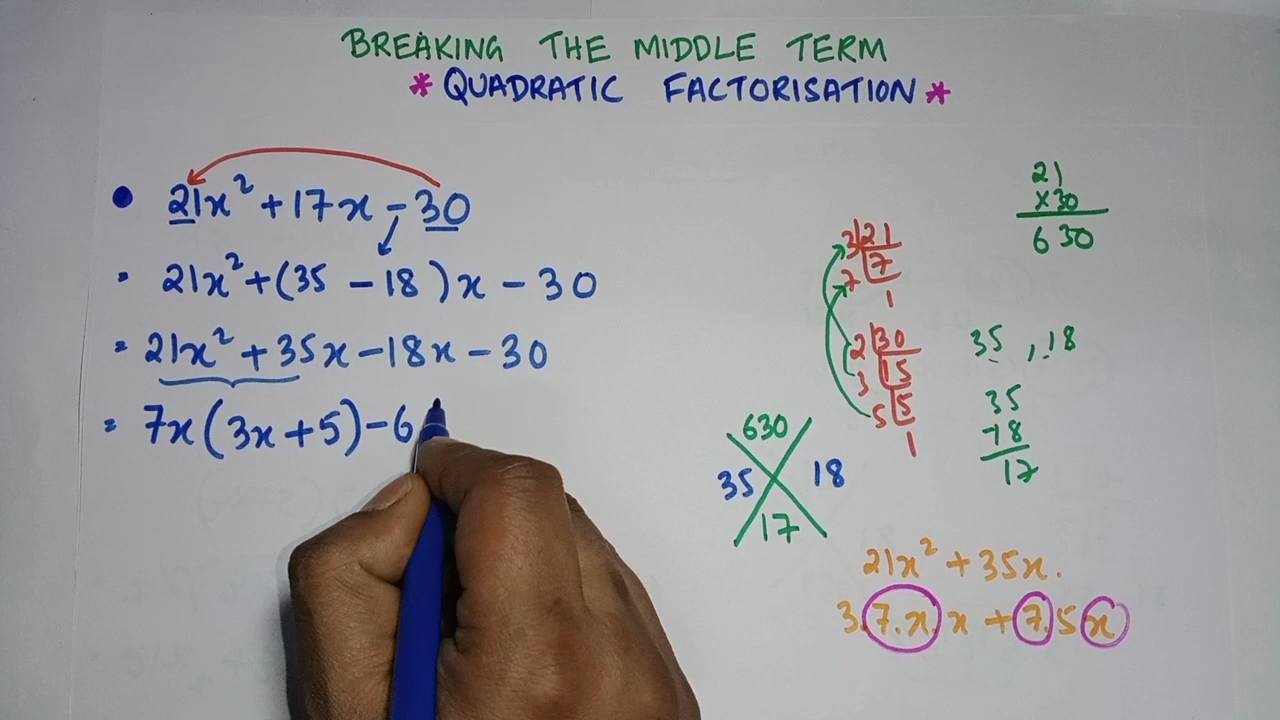 BREAKING THE MIDDLE TERM
* QUADRATIC FACTORISATION *
• 21x² + 17x - 30
= 21x² + (35 - 18)x - 30
= 21x² + 35x - 18x - 30
= 7x(3x + 5) - 6
21
x 30
630
3|21
7|7
1
2|30
3|15
5|5
1
35 , 18
35
-18
17
630
35 18
17
21x² + 35x.
3.7.x.x + 7.5x